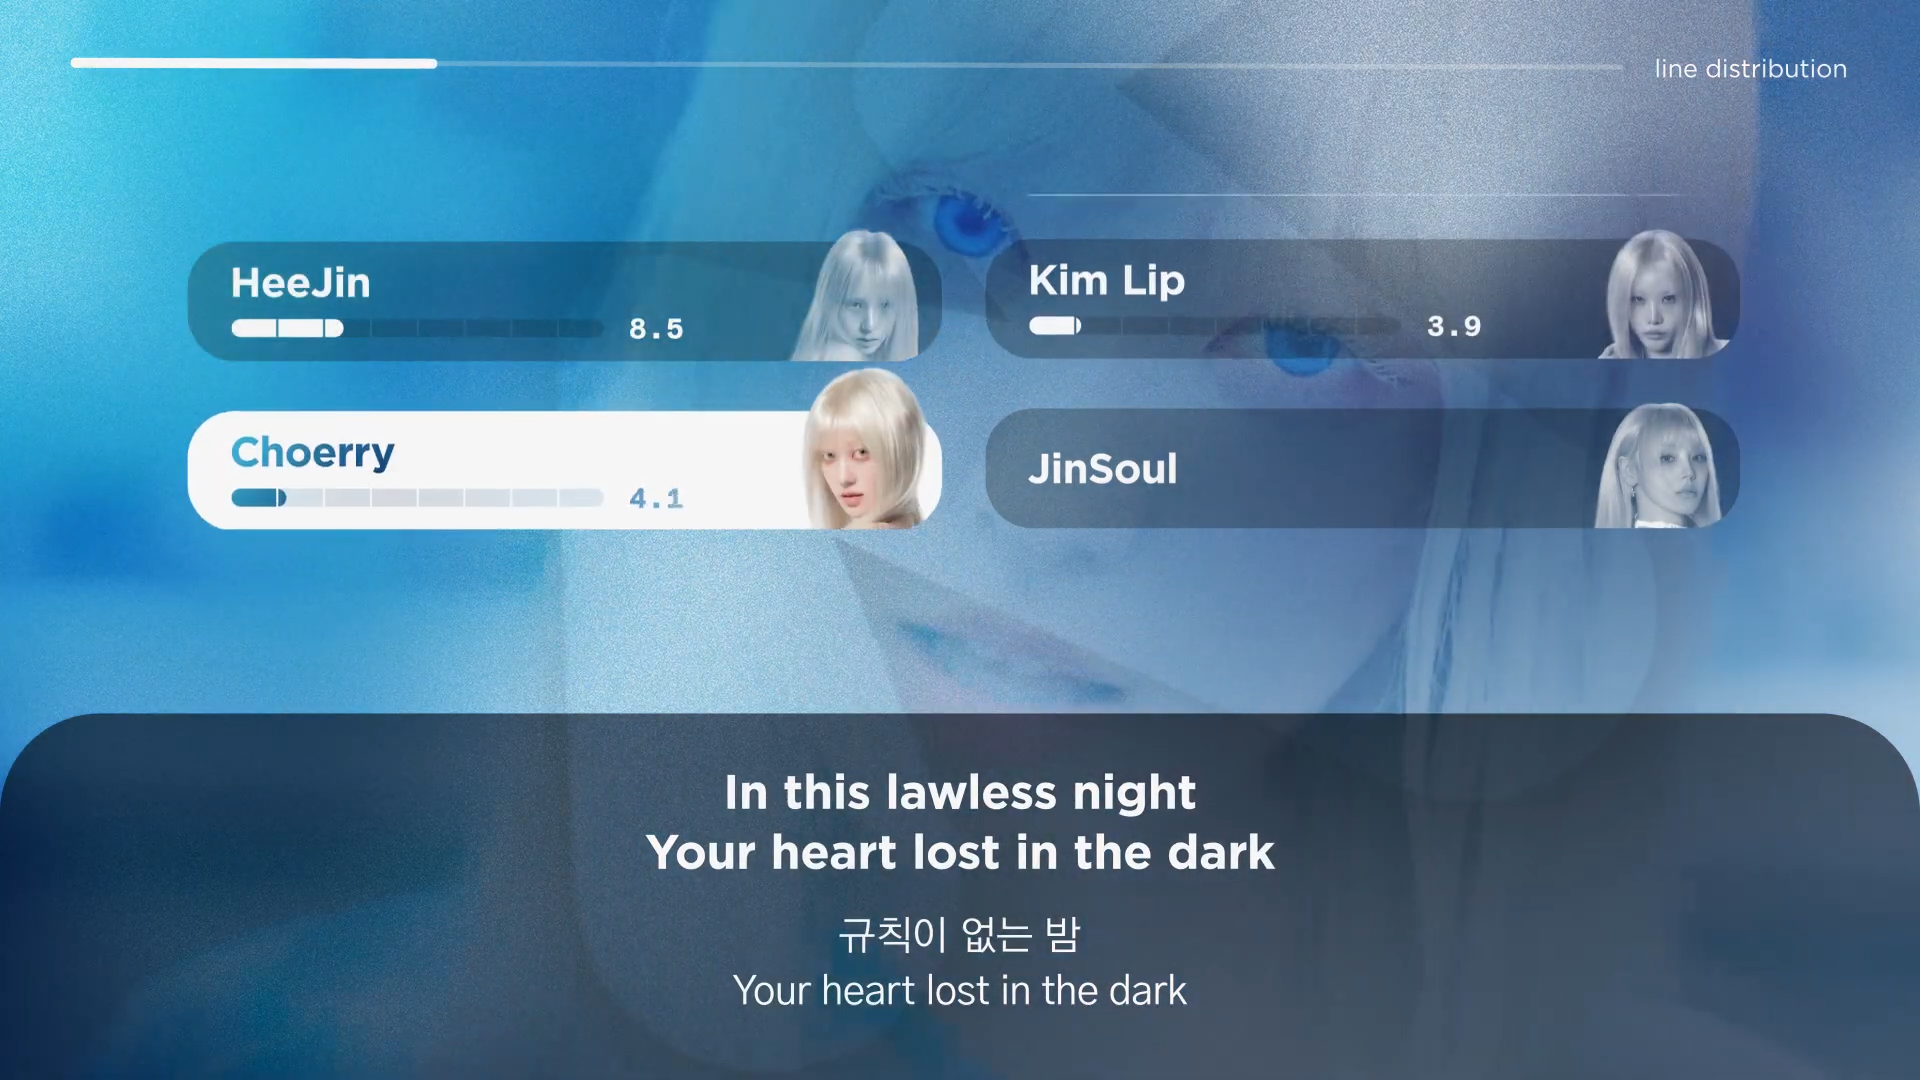 line distribution
HeeJin
8.5
Kim Lip
3.9
Choerry
4.1
JinSoul
In this lawless night
Your heart lost in the dark
규칙이 없는 밤
Your heart lost in the dark